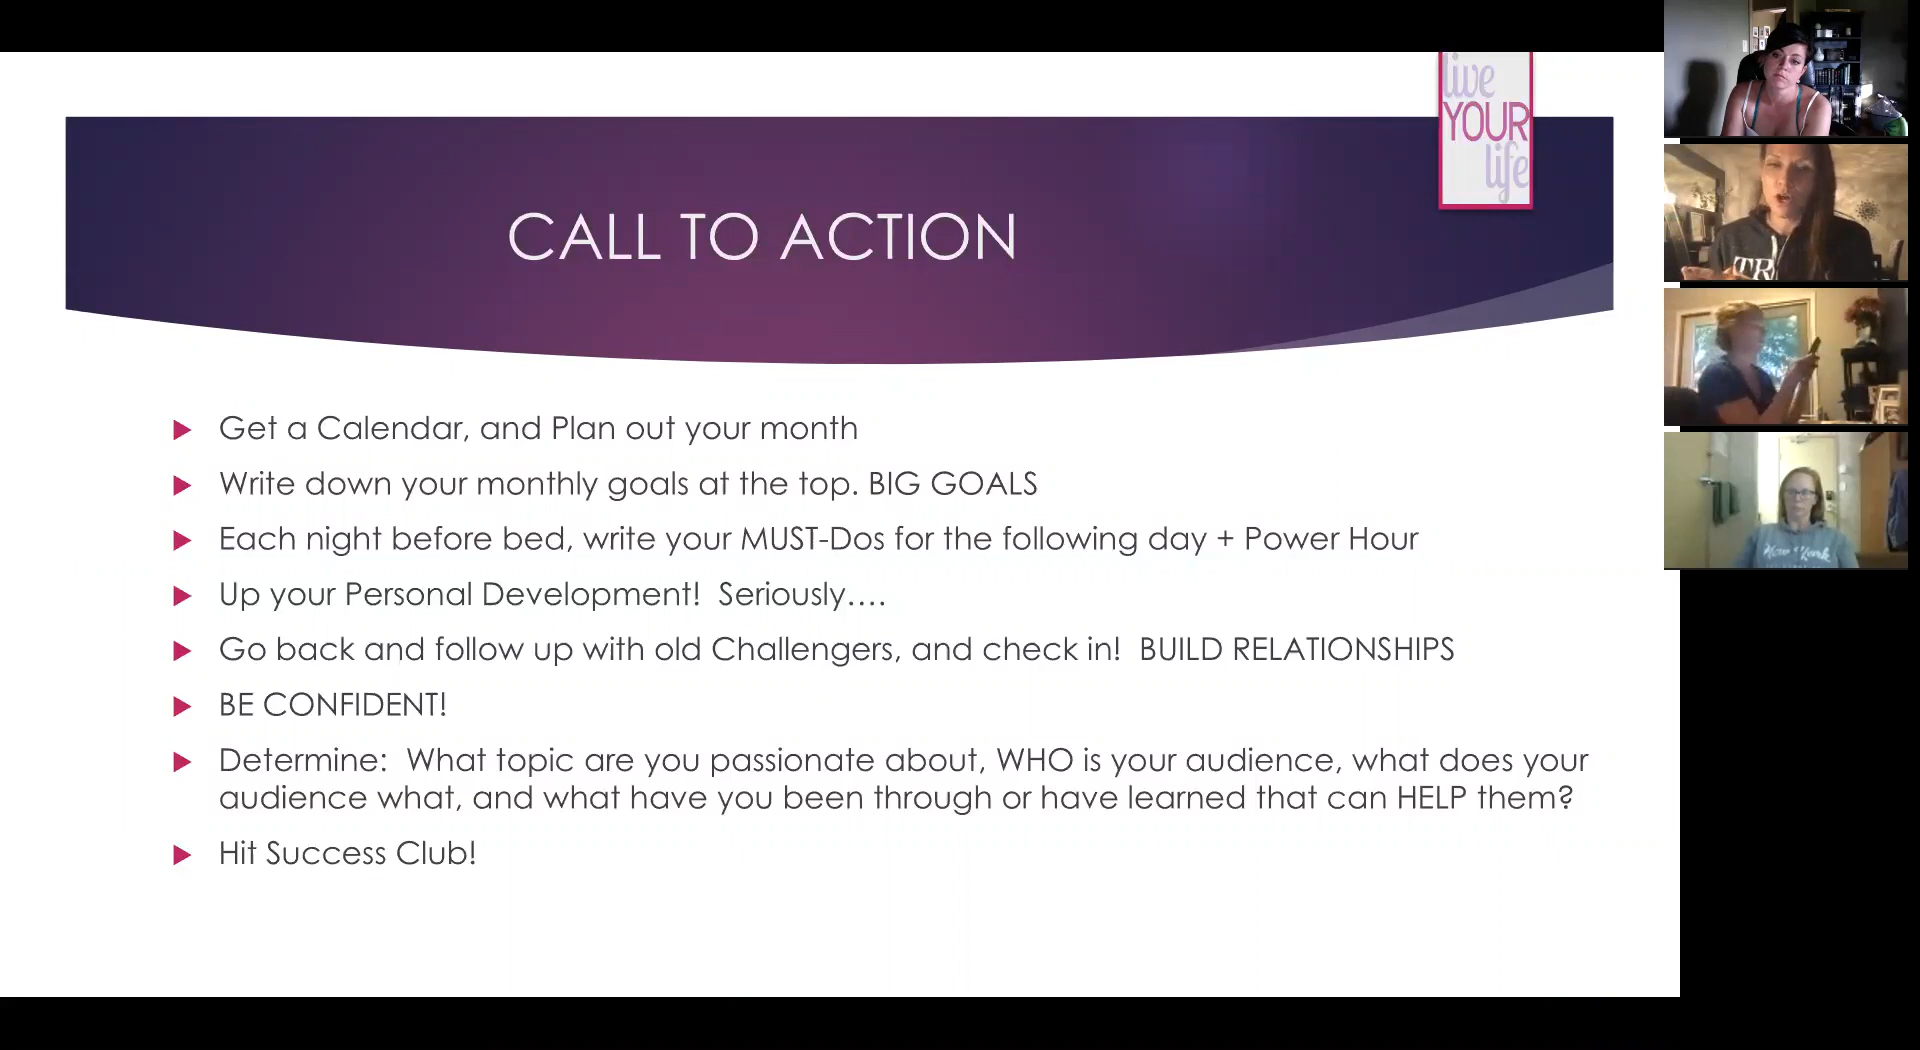 live
YOUR
life
CALL TO ACTION
Get a Calendar, and Plan out your month
Write down your monthly goals at the top. BIG GOALS
Each night before bed, write your MUST-Dos for the following day + Power Hour
Up your Personal Development!  Seriously….
Go back and follow up with old Challengers, and check in!  BUILD RELATIONSHIPS
BE CONFIDENT!
Determine:  What topic are you passionate about, WHO is your audience, what does your
audience what, and what have you been through or have learned that can HELP them?
Hit Success Club!
TR
New York